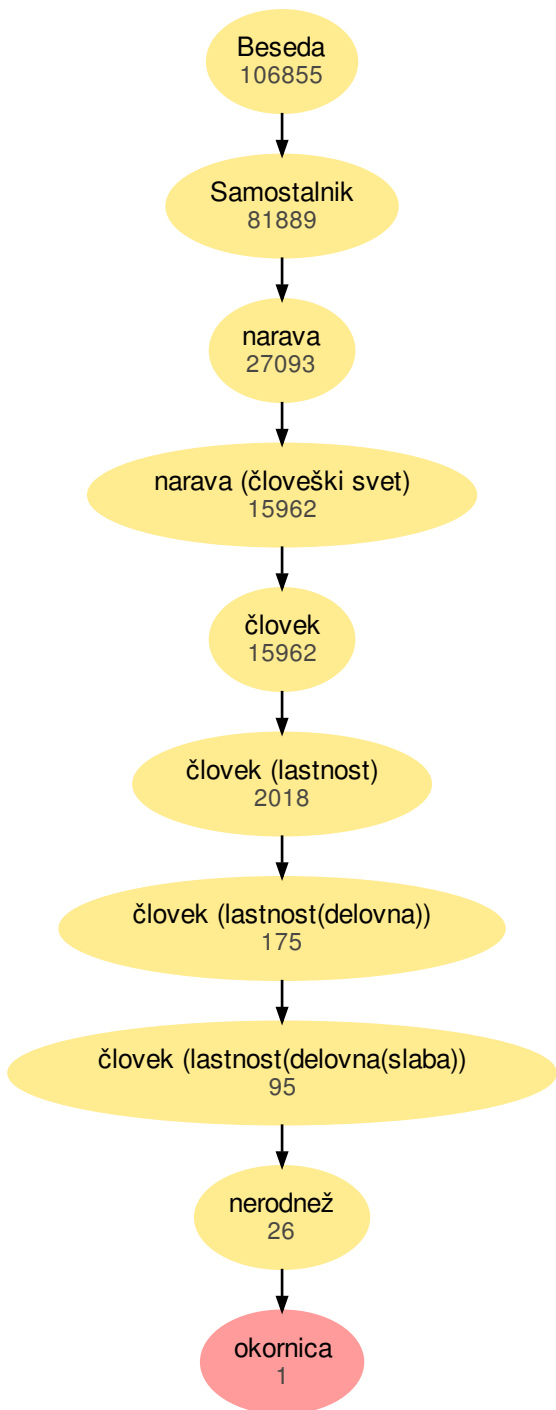 Beseda
106855
Samostalnik
81889
narava
27093
narava (človeški svet)
15962
človek
15962
človek (lastnost)
2018
človek (lastnost(delovna))
175
človek (lastnost(delovna(slaba))
95
nerodnež
26
okornica
1